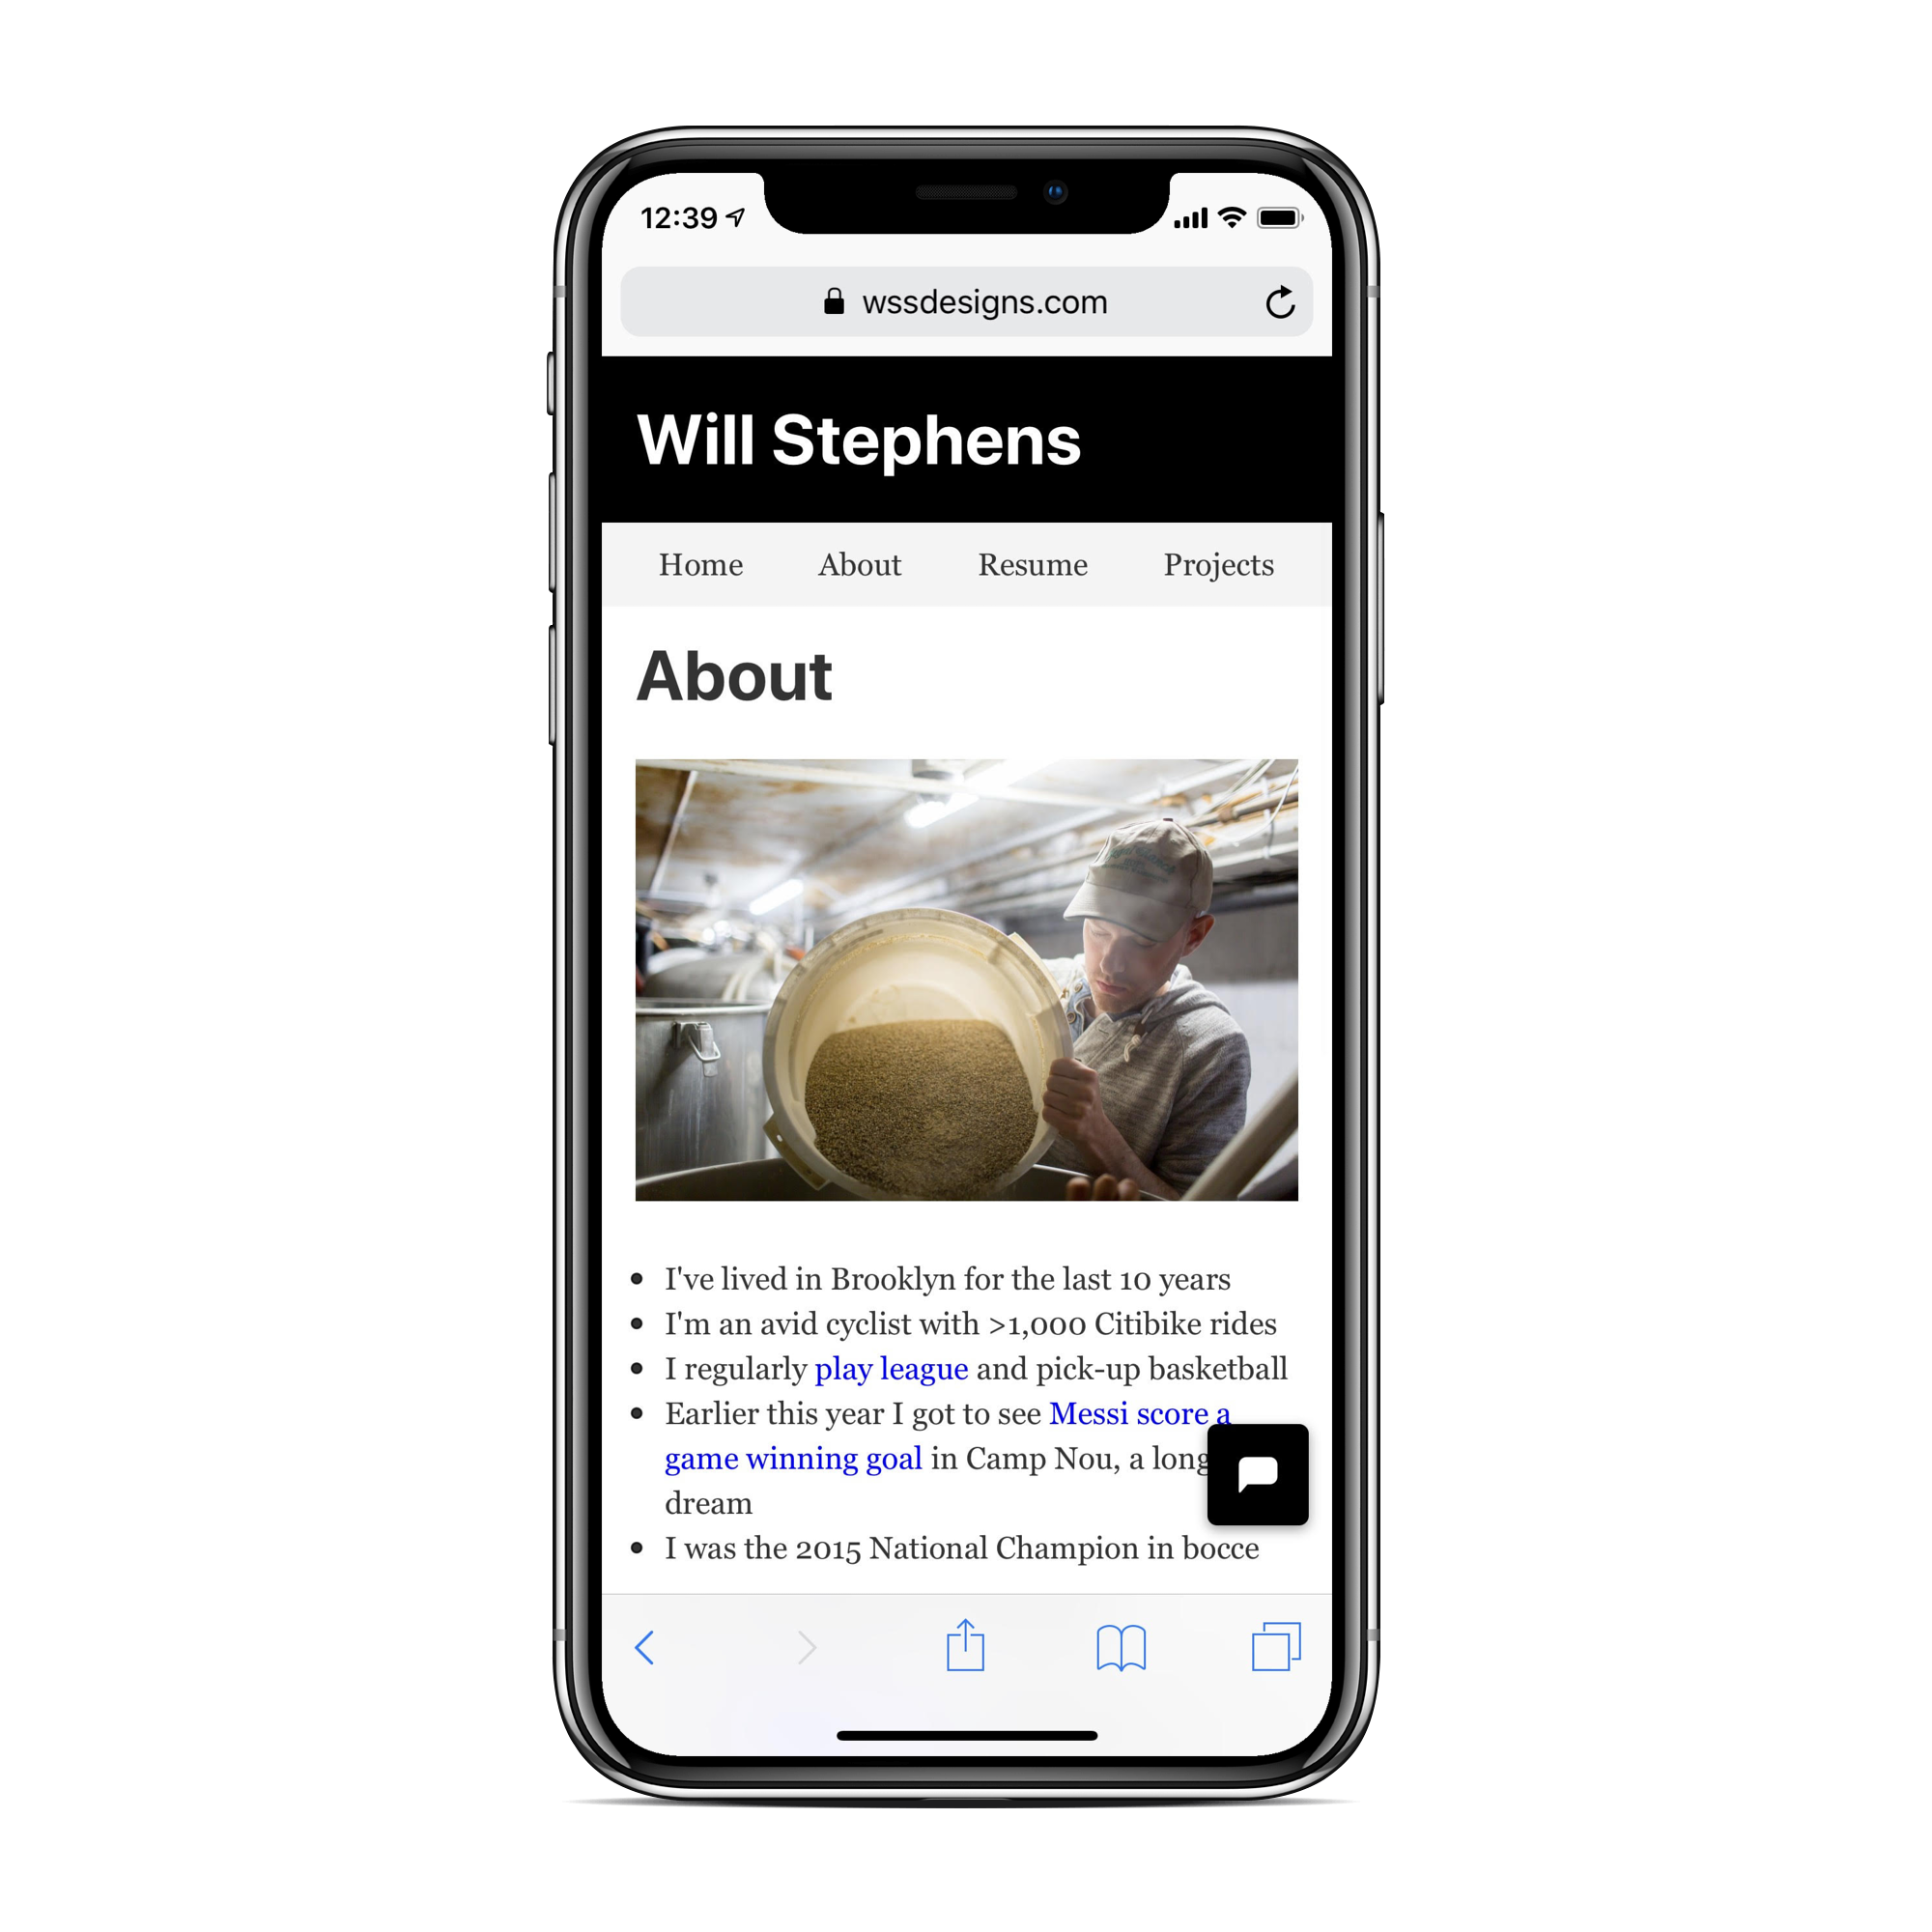 12:39
wssdesigns.com
Will Stephens
Home About Resume Projects
About
I've lived in Brooklyn for the last 10 years
I'm an avid cyclist with >1,000 Citibike rides
I regularly play league and pick-up basketball
Earlier this year I got to see Messi score a
game winning goal in Camp Nou, a long
dream
I was the 2015 National Champion in bocce